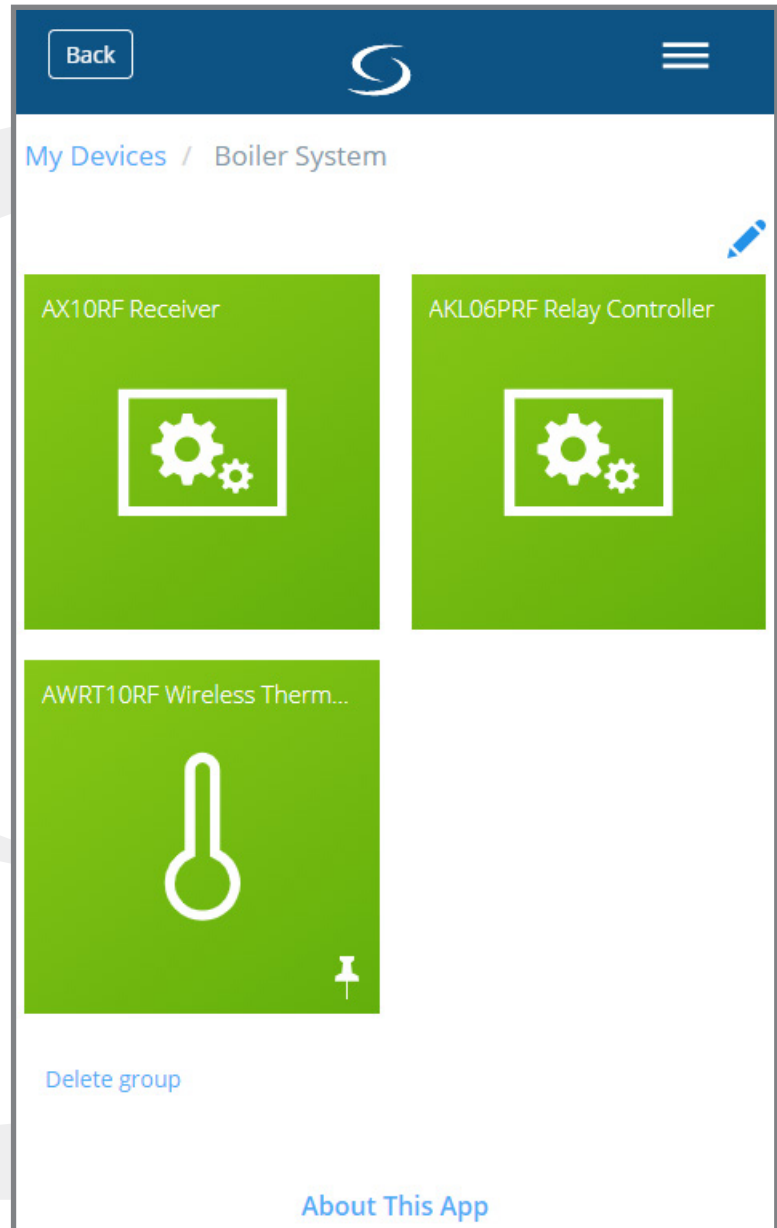 Back
My Devices / Boiler System
AX10RF Receiver
AKL06PRF Relay Controller
AWRT10RF Wireless Therm...
Delete group
About This App